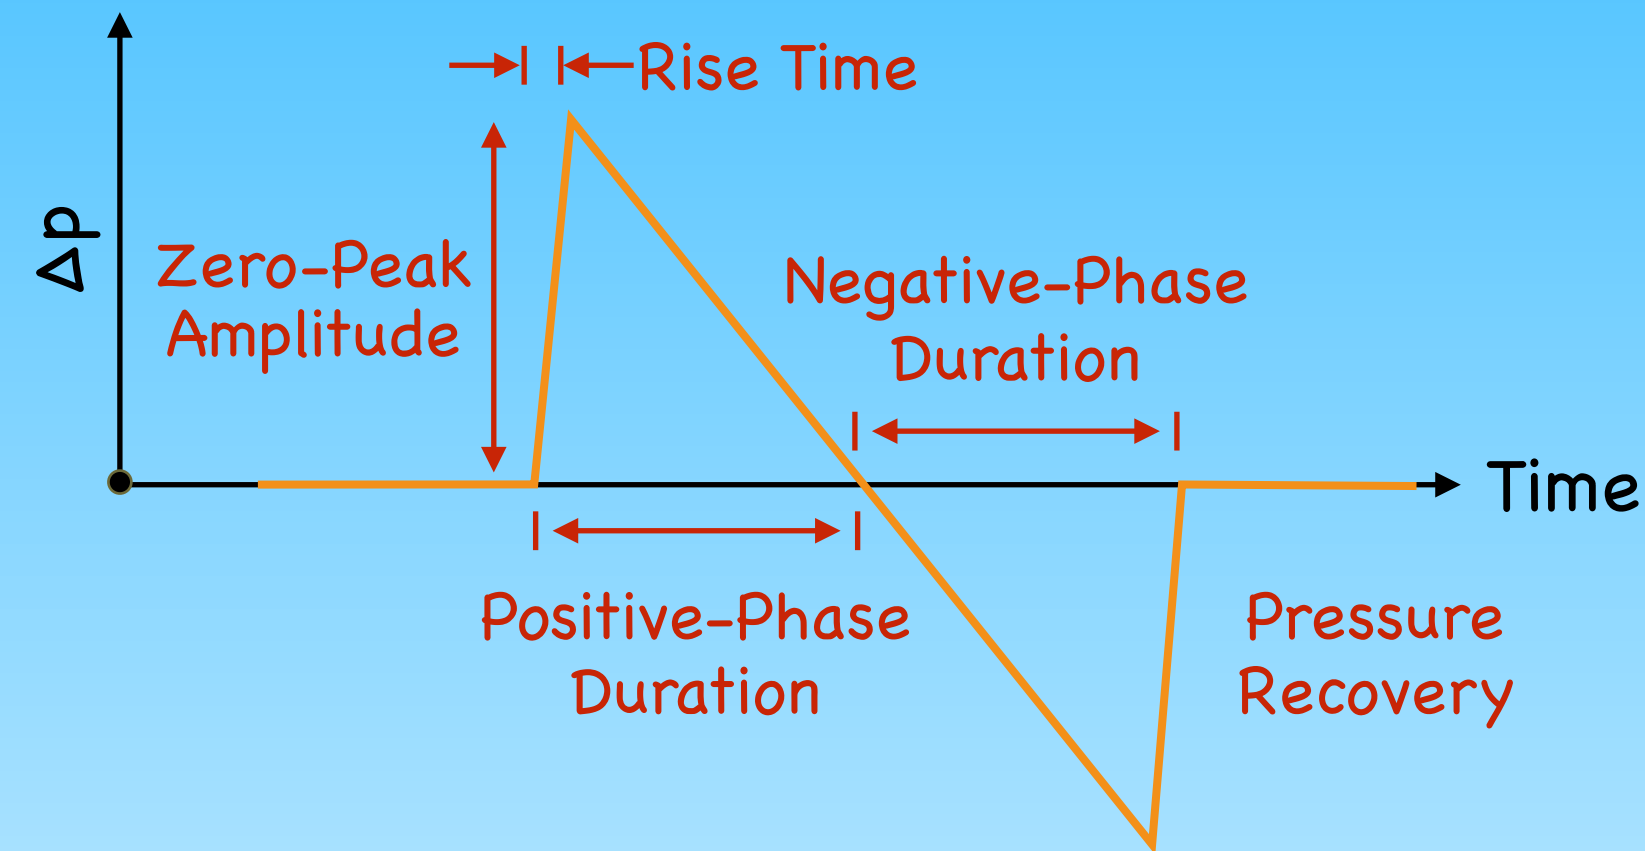 Rise Time
Δp
Zero-Peak
Amplitude
Negative-Phase
Duration
Time
Positive-Phase
Duration
Pressure
Recovery